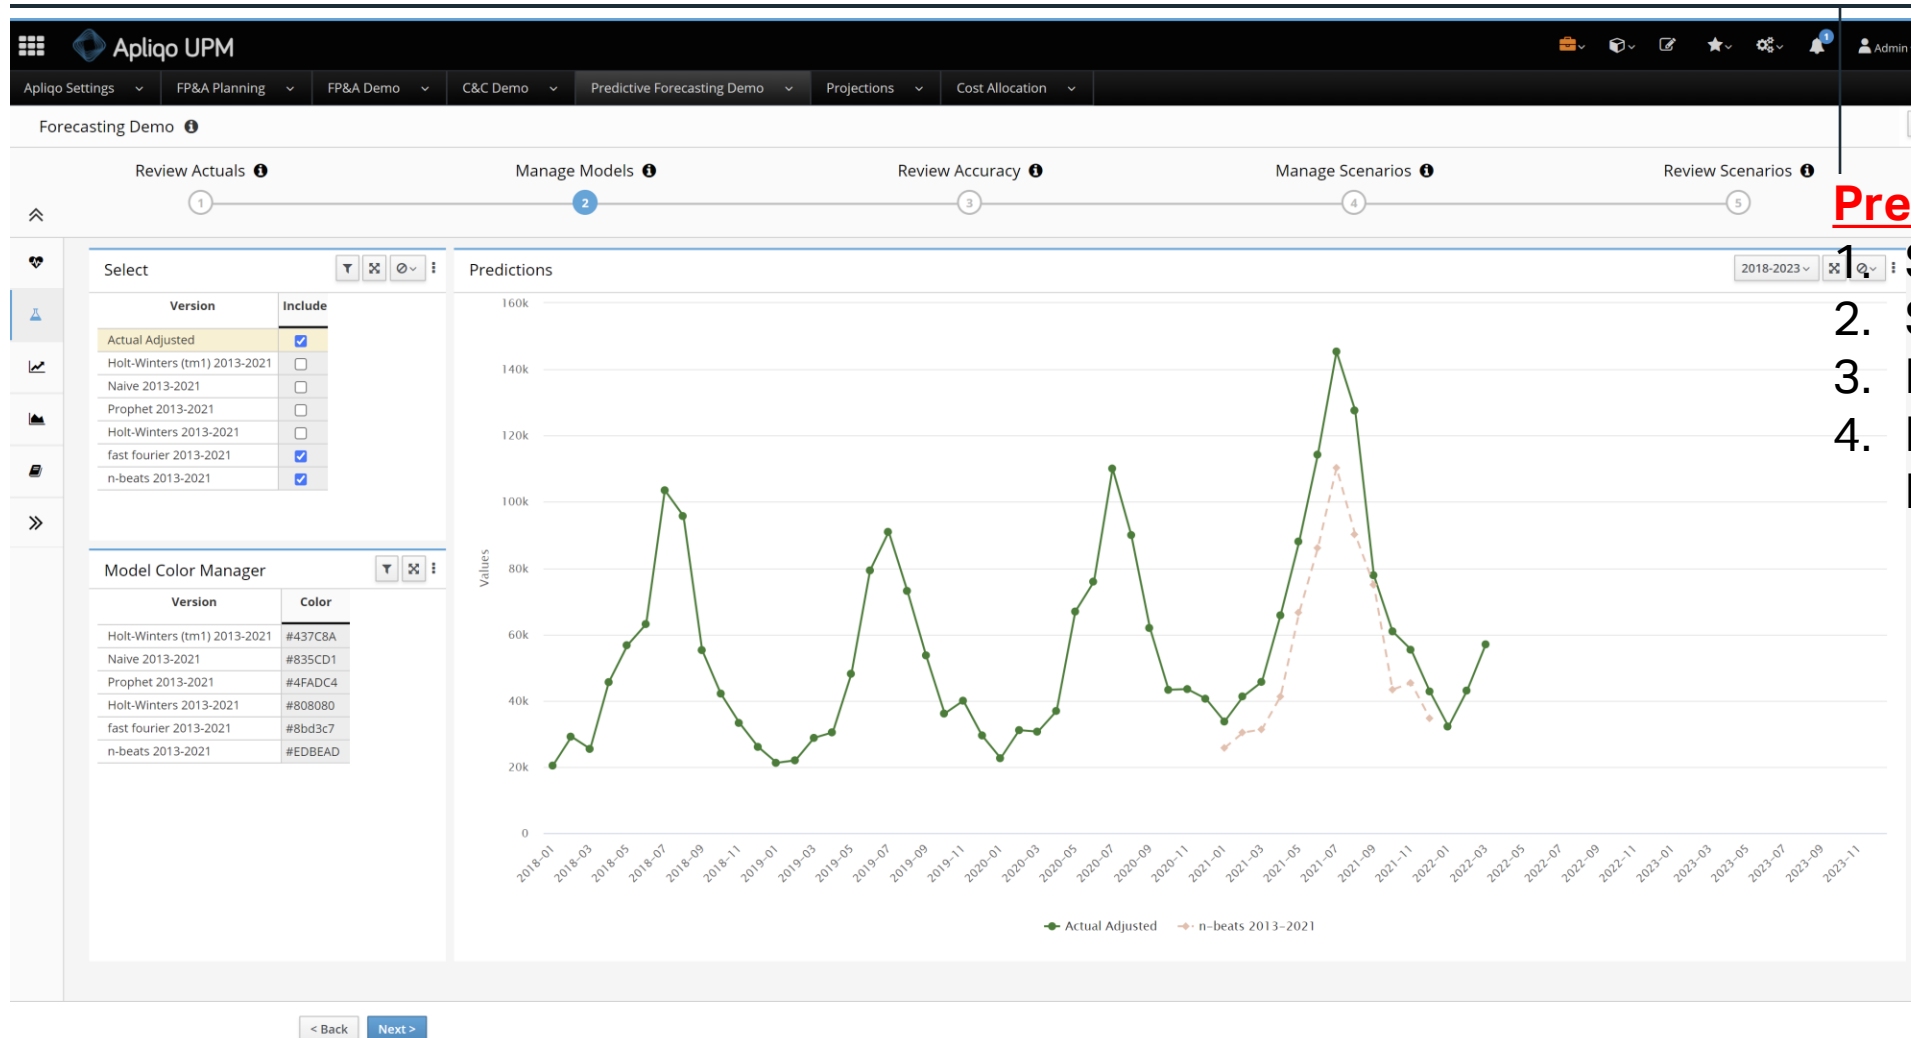 Apliqo UPM
1
Admin
Apliqo Settings FP&A Planning FP&A Demo C&C Demo Predictive Forecasting Demo Projections Cost Allocation
Forecasting Demo
Review Actuals Manage Models Review Accuracy Manage Scenarios Review Scenarios
1 2 3 4 5
Pre
1. S
2. S
3.
4.
Select
Version Include
Actual Adjusted
Holt-Winters (tm1) 2013-2021
Naive 2013-2021
Prophet 2013-2021
Holt-Winters 2013-2021
fast fourier 2013-2021
n-beats 2013-2021
Model Color Manager
Version Color
Holt-Winters (tm1) 2013-2021 #437C8A
Naive 2013-2021 #835CD1
Prophet 2013-2021 #4FADC4
Holt-Winters 2013-2021 #808080
fast fourier 2013-2021 #8bd3c7
n-beats 2013-2021 #EDBEAD
Predictions
2018-2023
160k
140k
120k
100k
80k
60k
40k
20k
0
Values
2018-01 2018-03 2018-05 2018-07 2018-09 2018-11 2019-01 2019-03 2019-05 2019-07 2019-09 2019-11 2020-01 2020-03 2020-05 2020-07 2020-09 2020-11 2021-01 2021-03 2021-05 2021-07 2021-09 2021-11 2022-01 2022-03 2022-05 2022-07 2022-09 2022-11 2023-01 2023-03 2023-05 2023-07 2023-09 2023-11
Actual Adjusted n-beats 2013-2021
< Back Next >